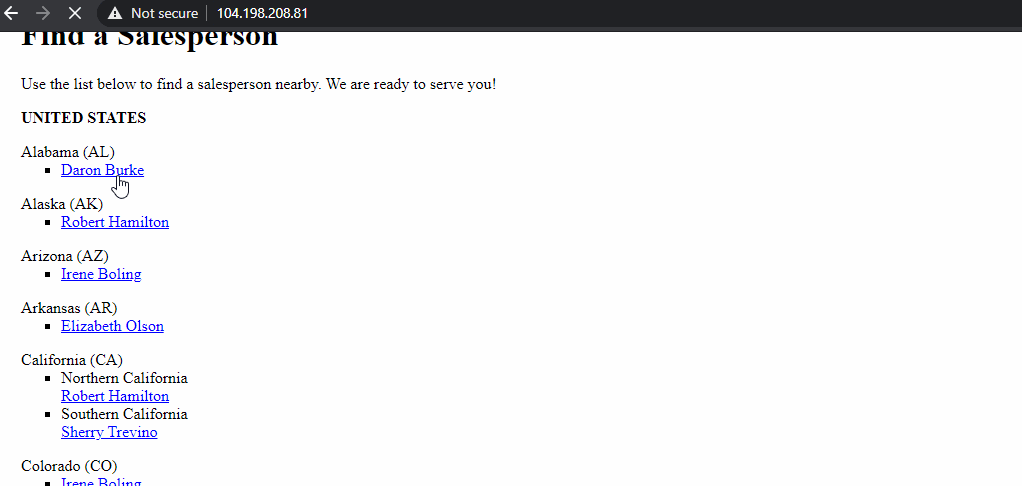 Not secure 104.198.208.81
Find a Salesperson
Use the list below to find a salesperson nearby. We are ready to serve you!
UNITED STATES
Alabama (AL)
Daron Burke
Alaska (AK)
Robert Hamilton
Arizona (AZ)
Irene Boling
Arkansas (AR)
Elizabeth Olson
California (CA)
Northern California
Robert Hamilton
Southern California
Sherry Trevino
Colorado (CO)
Irene Boling